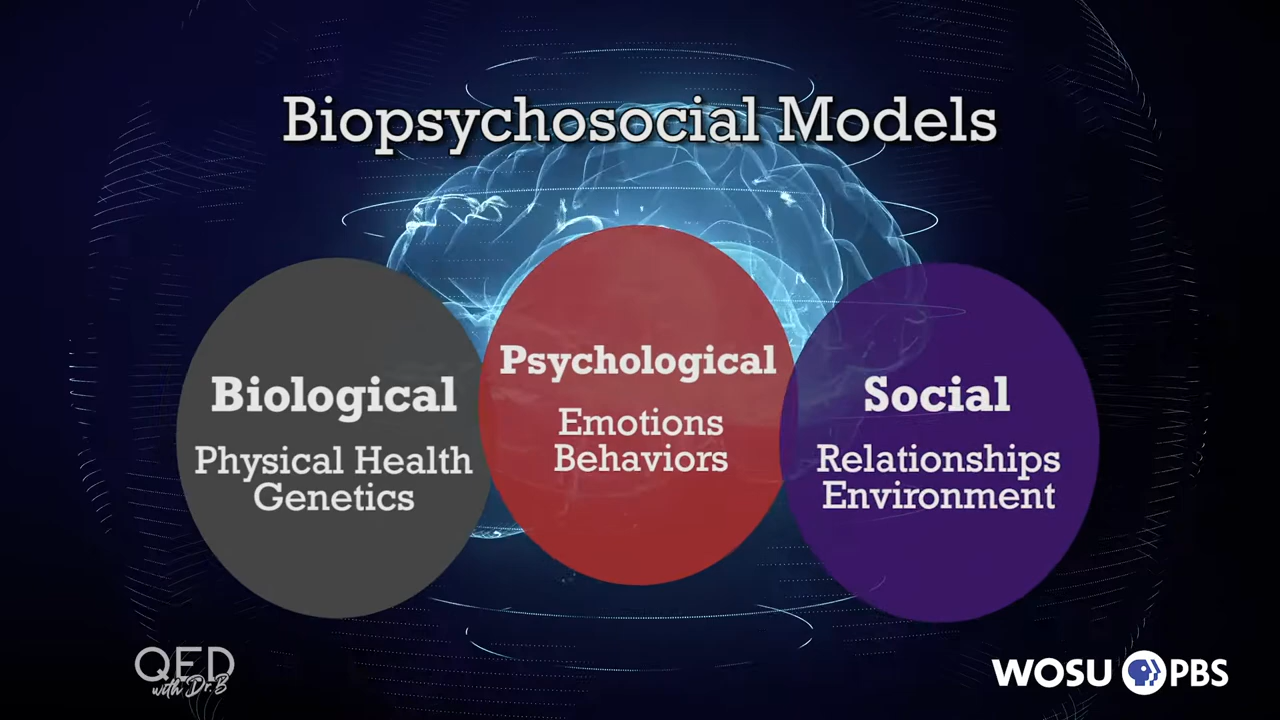 Biopsychosocial Models
Biological
Physical Health
Genetics
Psychological
Emotions
Behaviors
Social
Relationships
Environment
QED
with Dr. B
WOSU PBS